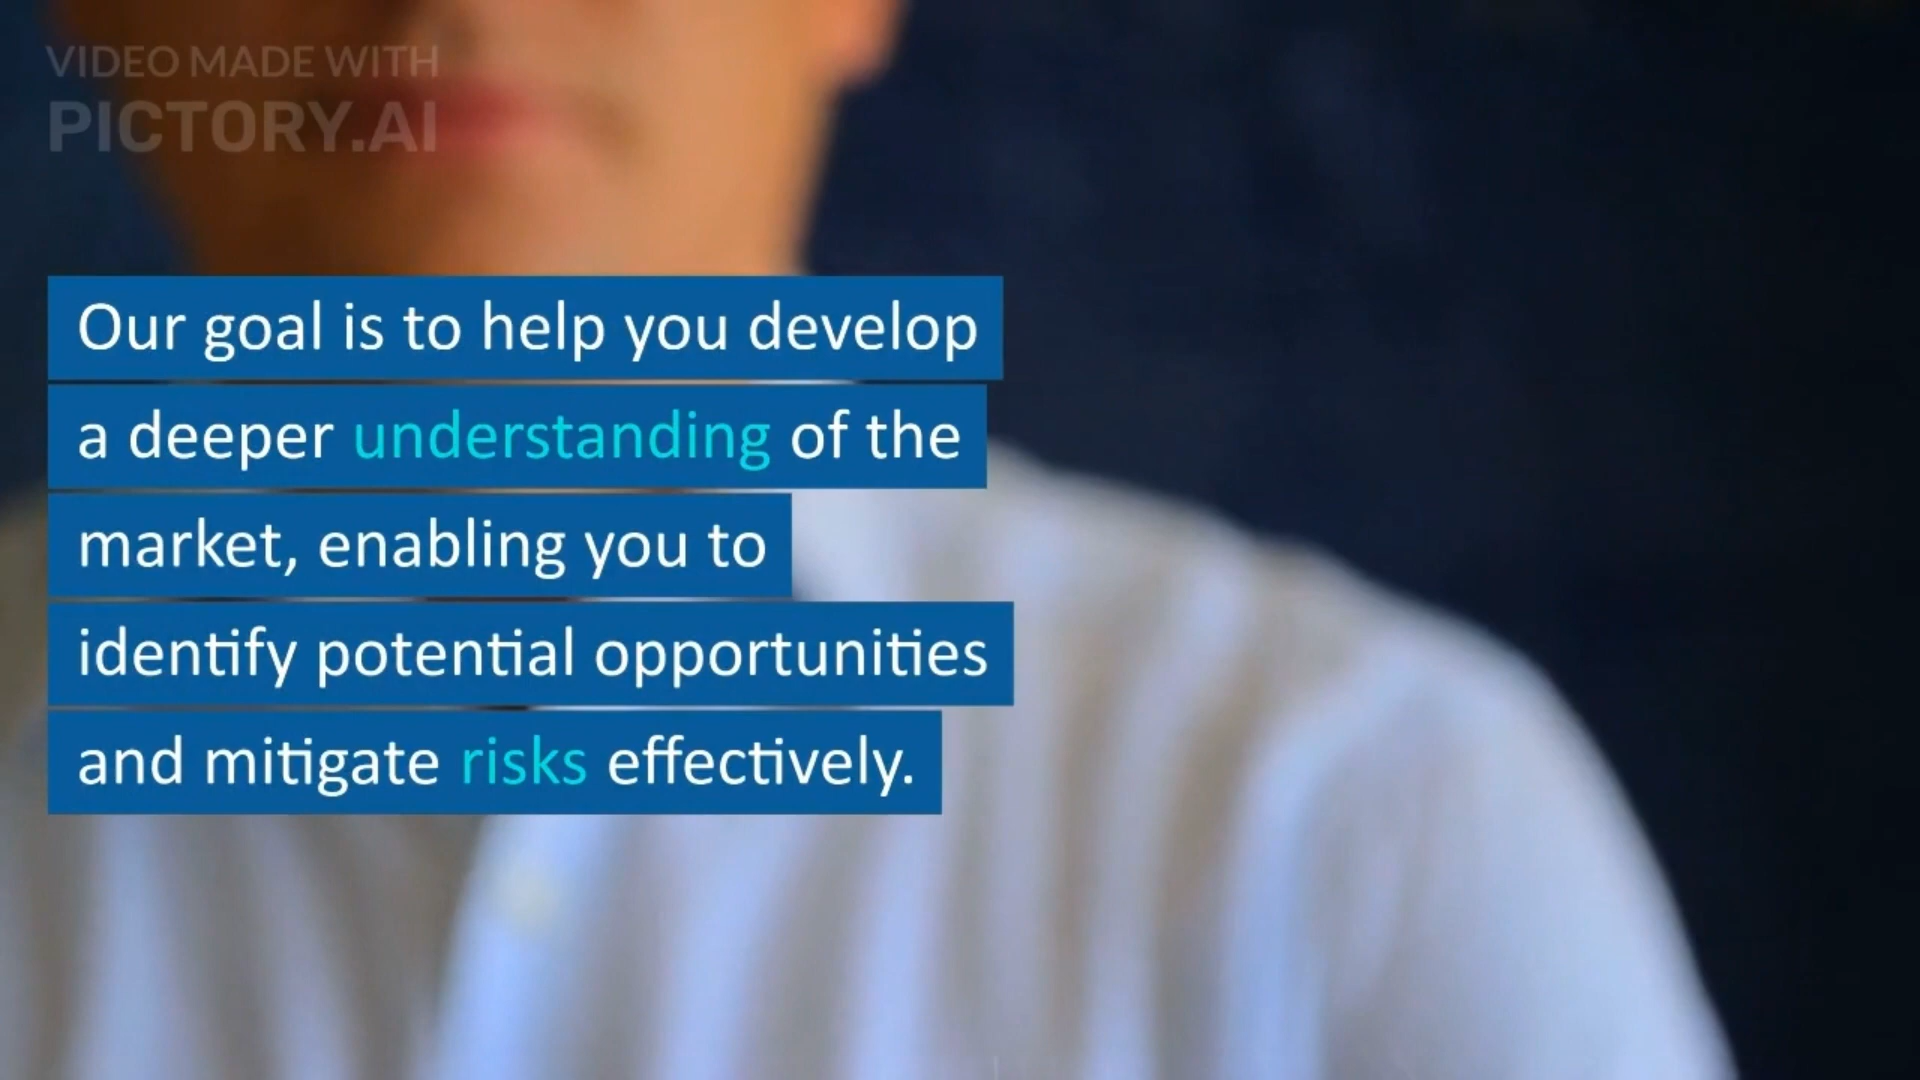 VIDEO MADE WITH
PICTORY.AI
Our goal is to help you develop
a deeper understanding of the
market, enabling you to
identify potential opportunities
and mitigate risks effectively.